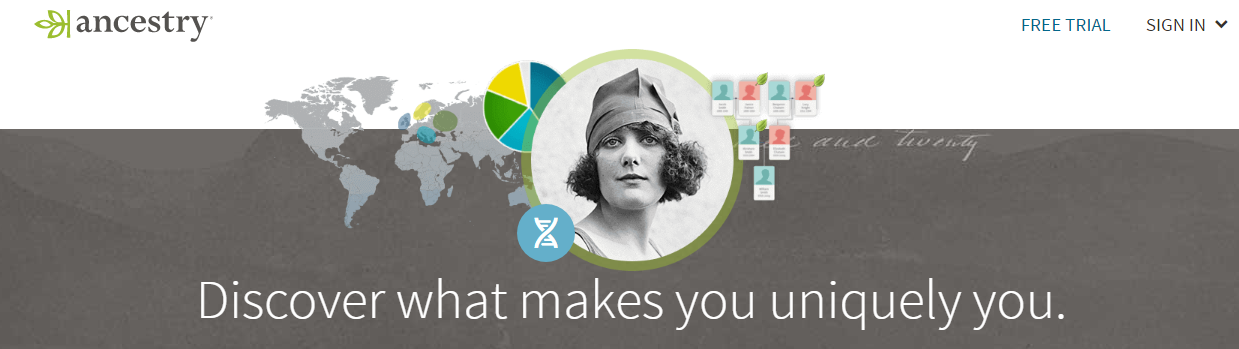 ancestry
FREE TRIAL
SIGN IN
and twenty
Discover what makes you uniquely you.